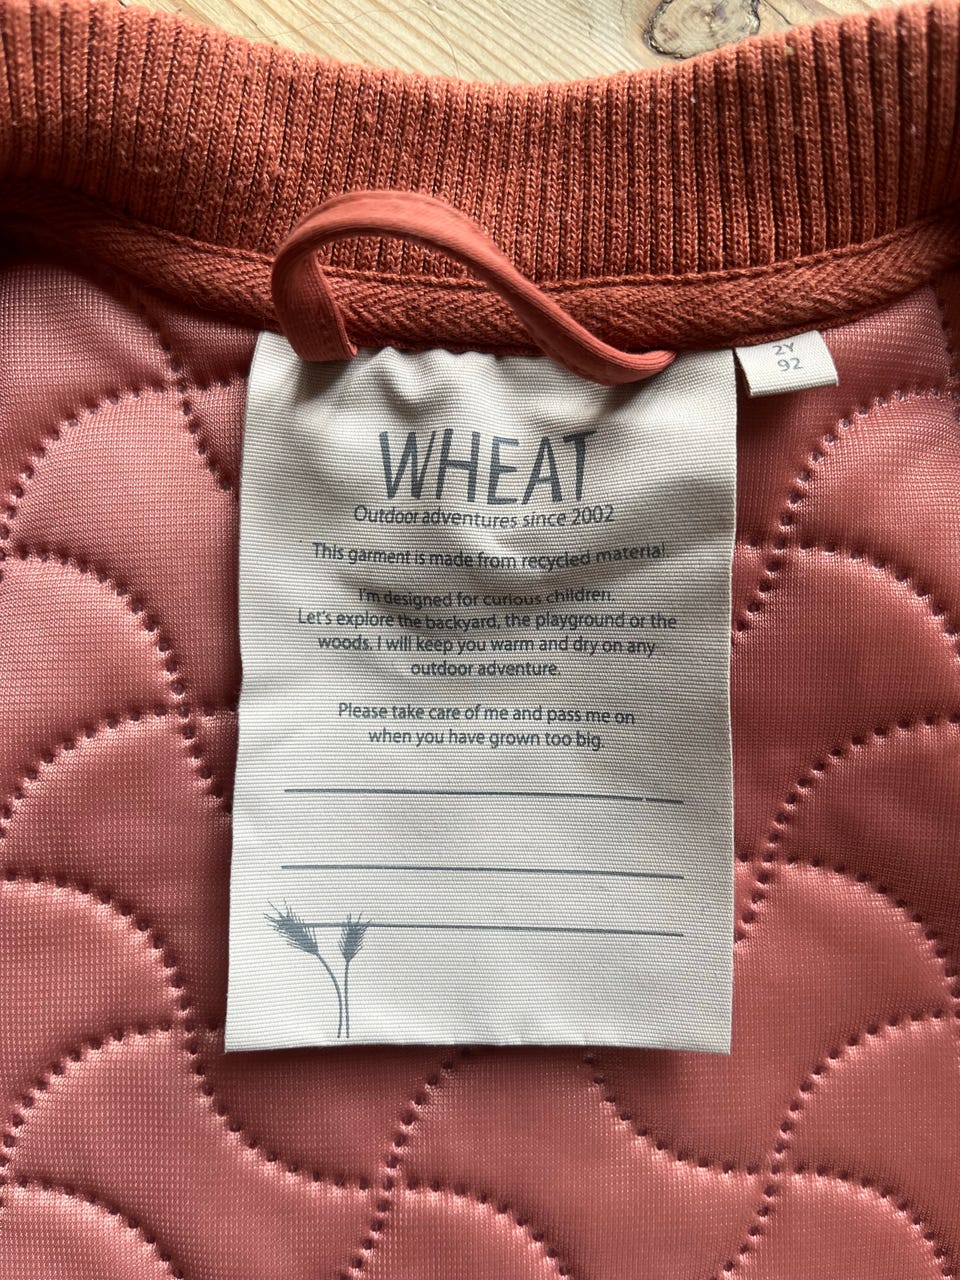 2Y
92
WHEAT
Outdoor adventures since 2002
This garment is made from recycled material
I'm designed for curious children.
Let's explore the backyard, the playground or the
woods. I will keep you warm and dry on any
outdoor adventure.
Please take care of me and pass me on
when you have grown too big.